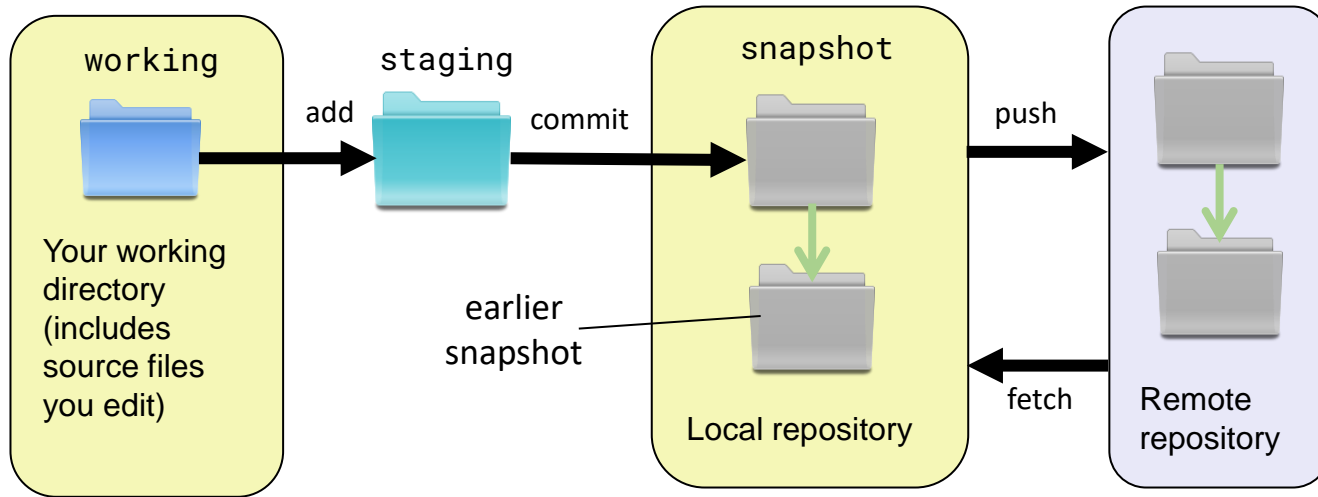 working
add
staging
commit
snapshot
push
Your working
directory
(includes
source files
you edit)
earlier
snapshot
Local repository
fetch
Remote
repository